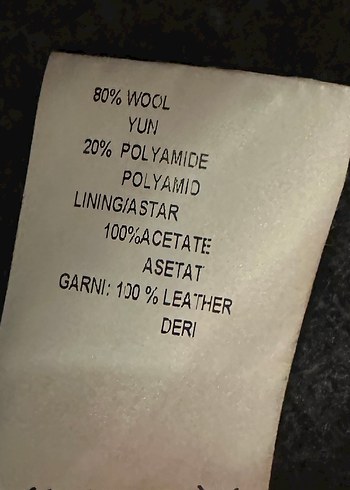 80% WOOL
YUN
20% POLYAMIDE
POLYAMID
LINING/ASTAR
100%ACETATE
ASETAT
GARNI: 100 % LEATHER
DERI